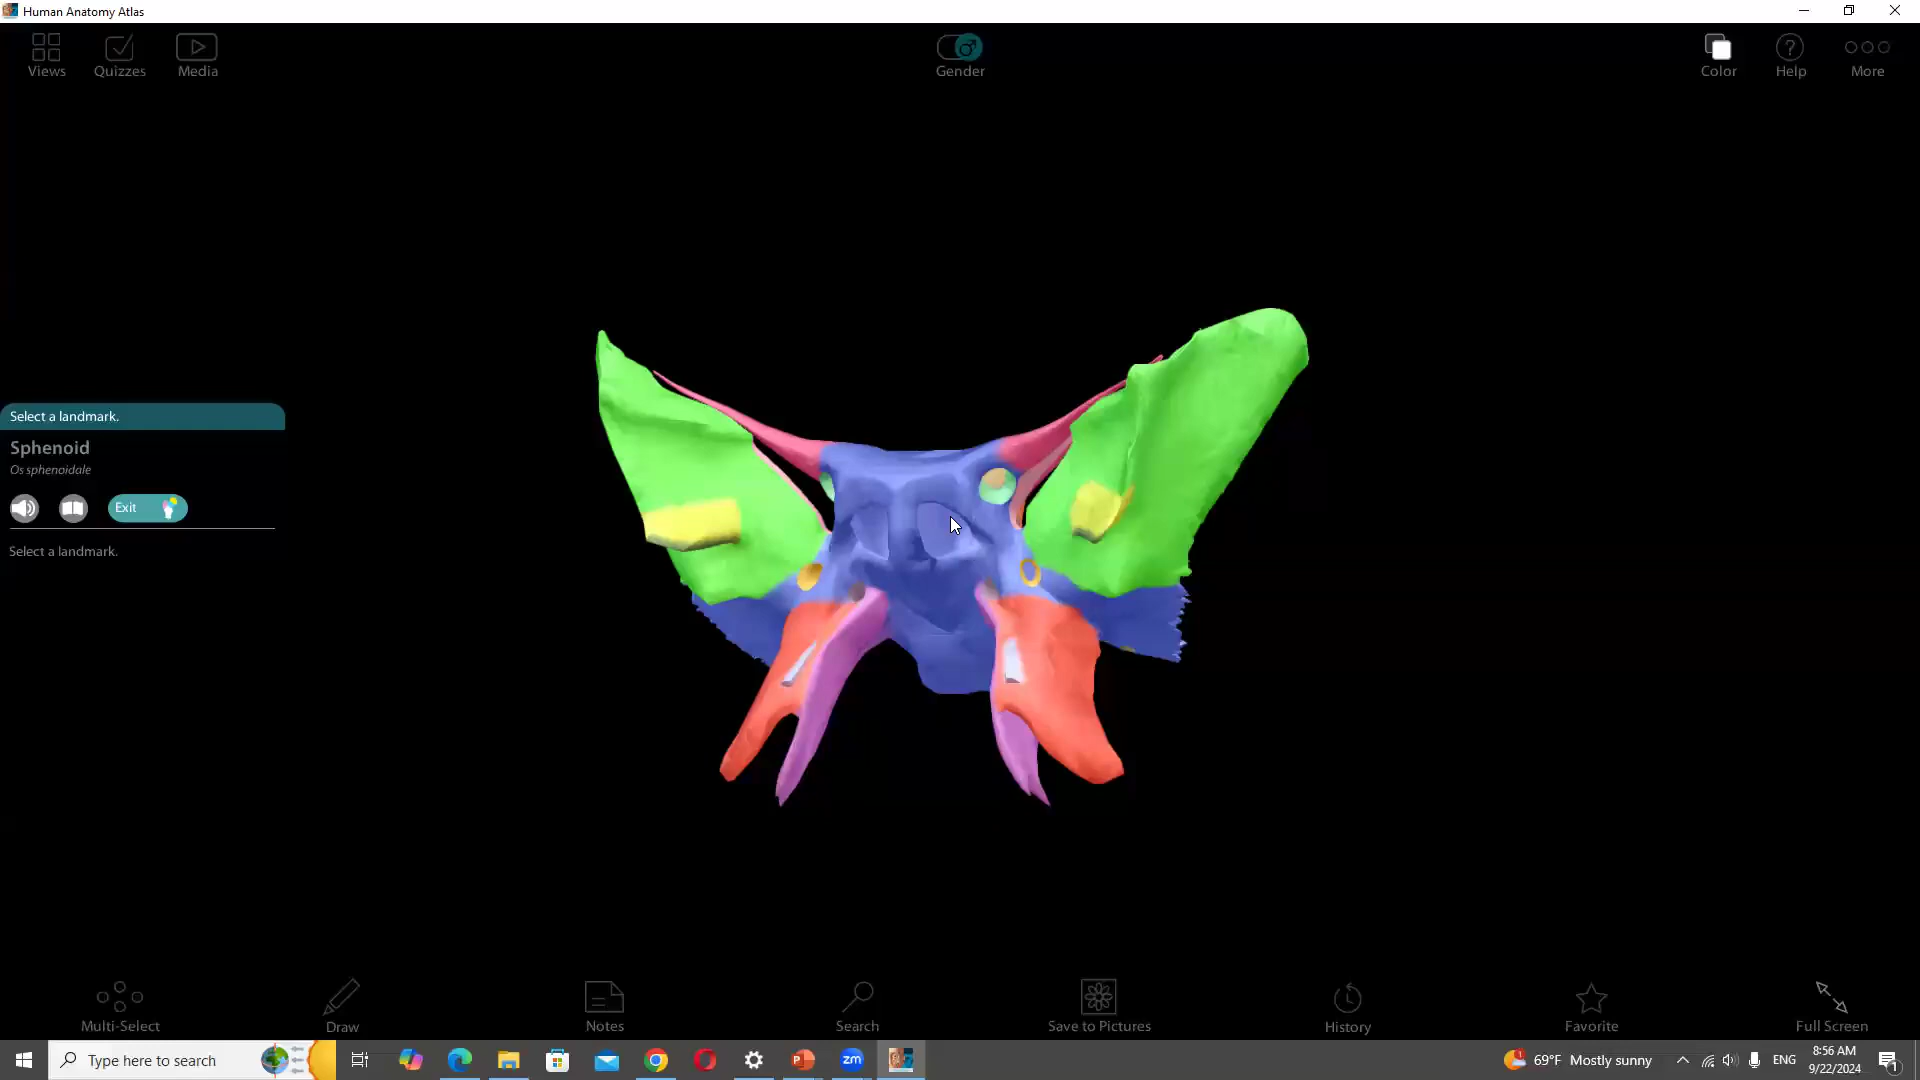 Human Anatomy Atlas
Views
Quizzes
Media
Gender
Color
Help
More
Select a landmark.
Sphenoid
Os sphenoidale
Exit
Select a landmark.
Multi-Select
Draw
Notes
Search
Save to Pictures
History
Favorite
Full Screen
Type here to search
zm
69°F Mostly sunny
ENG
8:56 AM
9/22/2024
1